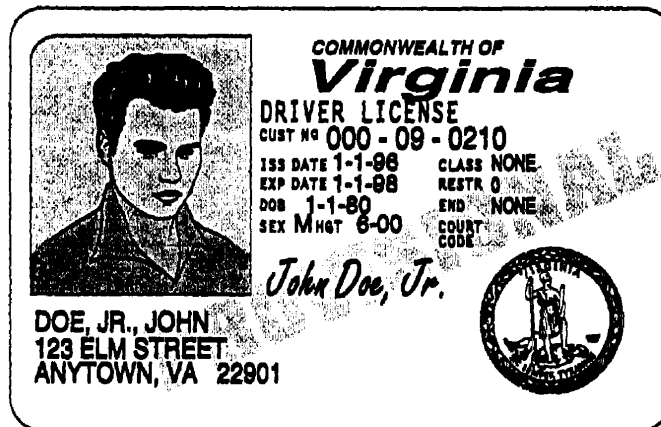 COMMONWEALTH OF
Virginia
DRIVER LICENSE
CUST Nº 000 - 09 - 0210
ISS DATE 1-1-96 CLASS NONE
EXP DATE 1-1-98 RESTR 0
DOB 1-1-80 END NONE
SEX M HGT 6-00 COURT CODE
John Doe, Jr.
DOE, JR., JOHN
123 ELM STREET
ANYTOWN, VA 22901
VIRGINIA